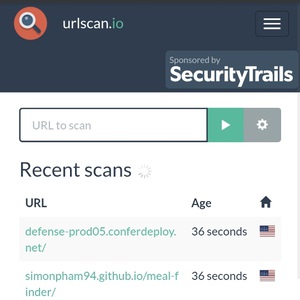 urlscan.io
Sponsored by
SecurityTrails
URL to scan
Recent scans
URL Age
defense-prod05.conferdeploy. 36 seconds
net/
simonpham94.github.io/meal-f 36 seconds
inder/